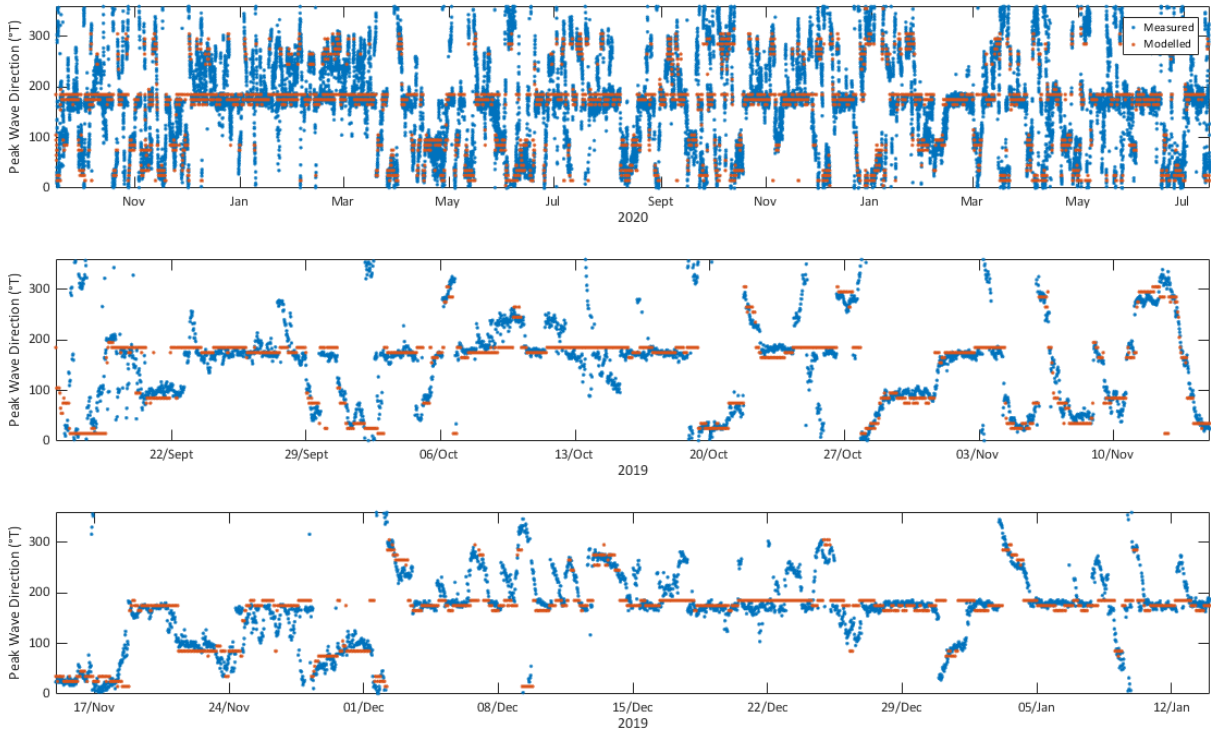 Peak Wave Direction (°T)
300
200
100
0
Measured
Modelled
Nov Jan Mar May Jul Sept Nov Jan Mar May Jul
2020
Peak Wave Direction (°T)
300
200
100
0
22/Sept 29/Sept 06/Oct 13/Oct 20/Oct 27/Oct 03/Nov 10/Nov
2019
Peak Wave Direction (°T)
300
200
100
0
17/Nov 24/Nov 01/Dec 08/Dec 15/Dec 22/Dec 29/Dec 05/Jan 12/Jan
2019